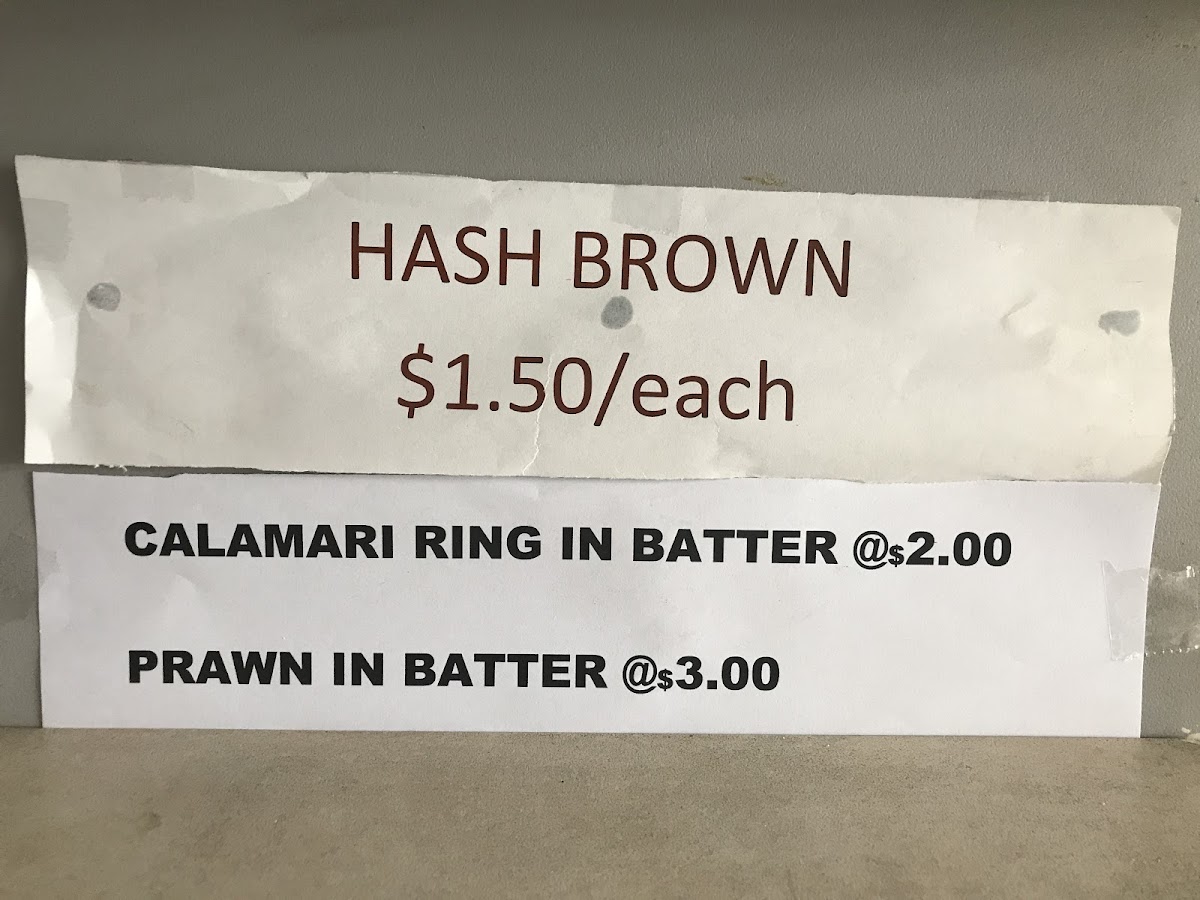 HASH BROWN
$1.50/each
CALAMARI RING IN BATTER @$2.00
PRAWN IN BATTER @$3.00